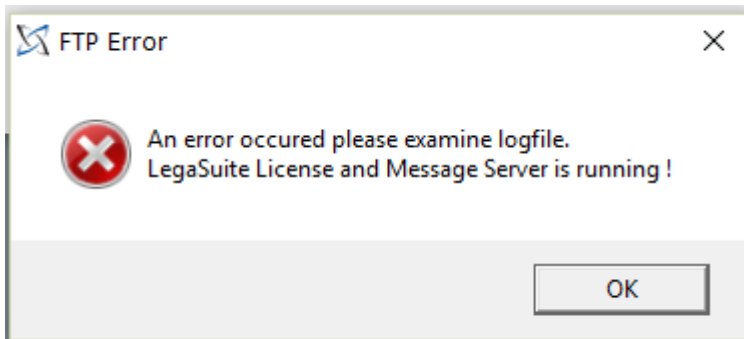 FTP Error
An error occured please examine logfile.
LegaSuite License and Message Server is running !
OK